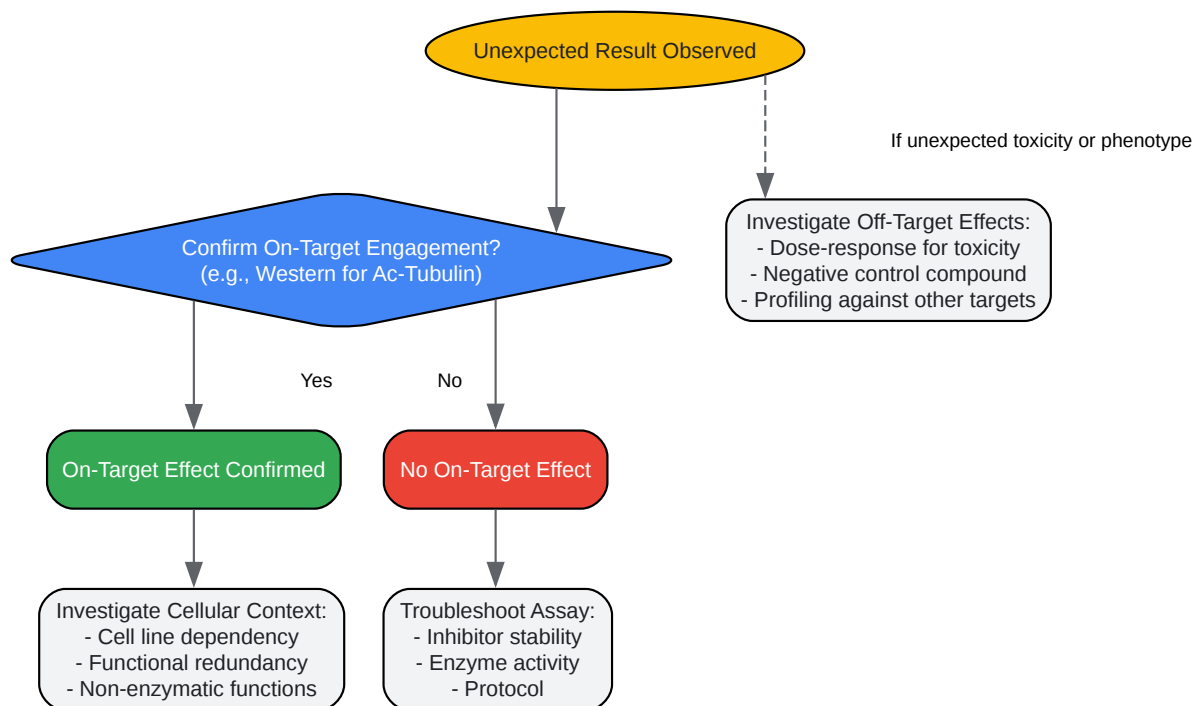 Unexpected Result Observed
If unexpected toxicity or phenotype
Confirm On-Target Engagement?
(e.g., Western for Ac-Tubulin)
Investigate Off-Target Effects:
- Dose-response for toxicity
- Negative control compound
- Profiling against other targets
Yes
No
On-Target Effect Confirmed
No On-Target Effect
Investigate Cellular Context:
- Cell line dependency
- Functional redundancy
- Non-enzymatic functions
Troubleshoot Assay:
- Inhibitor stability
- Enzyme activity
- Protocol